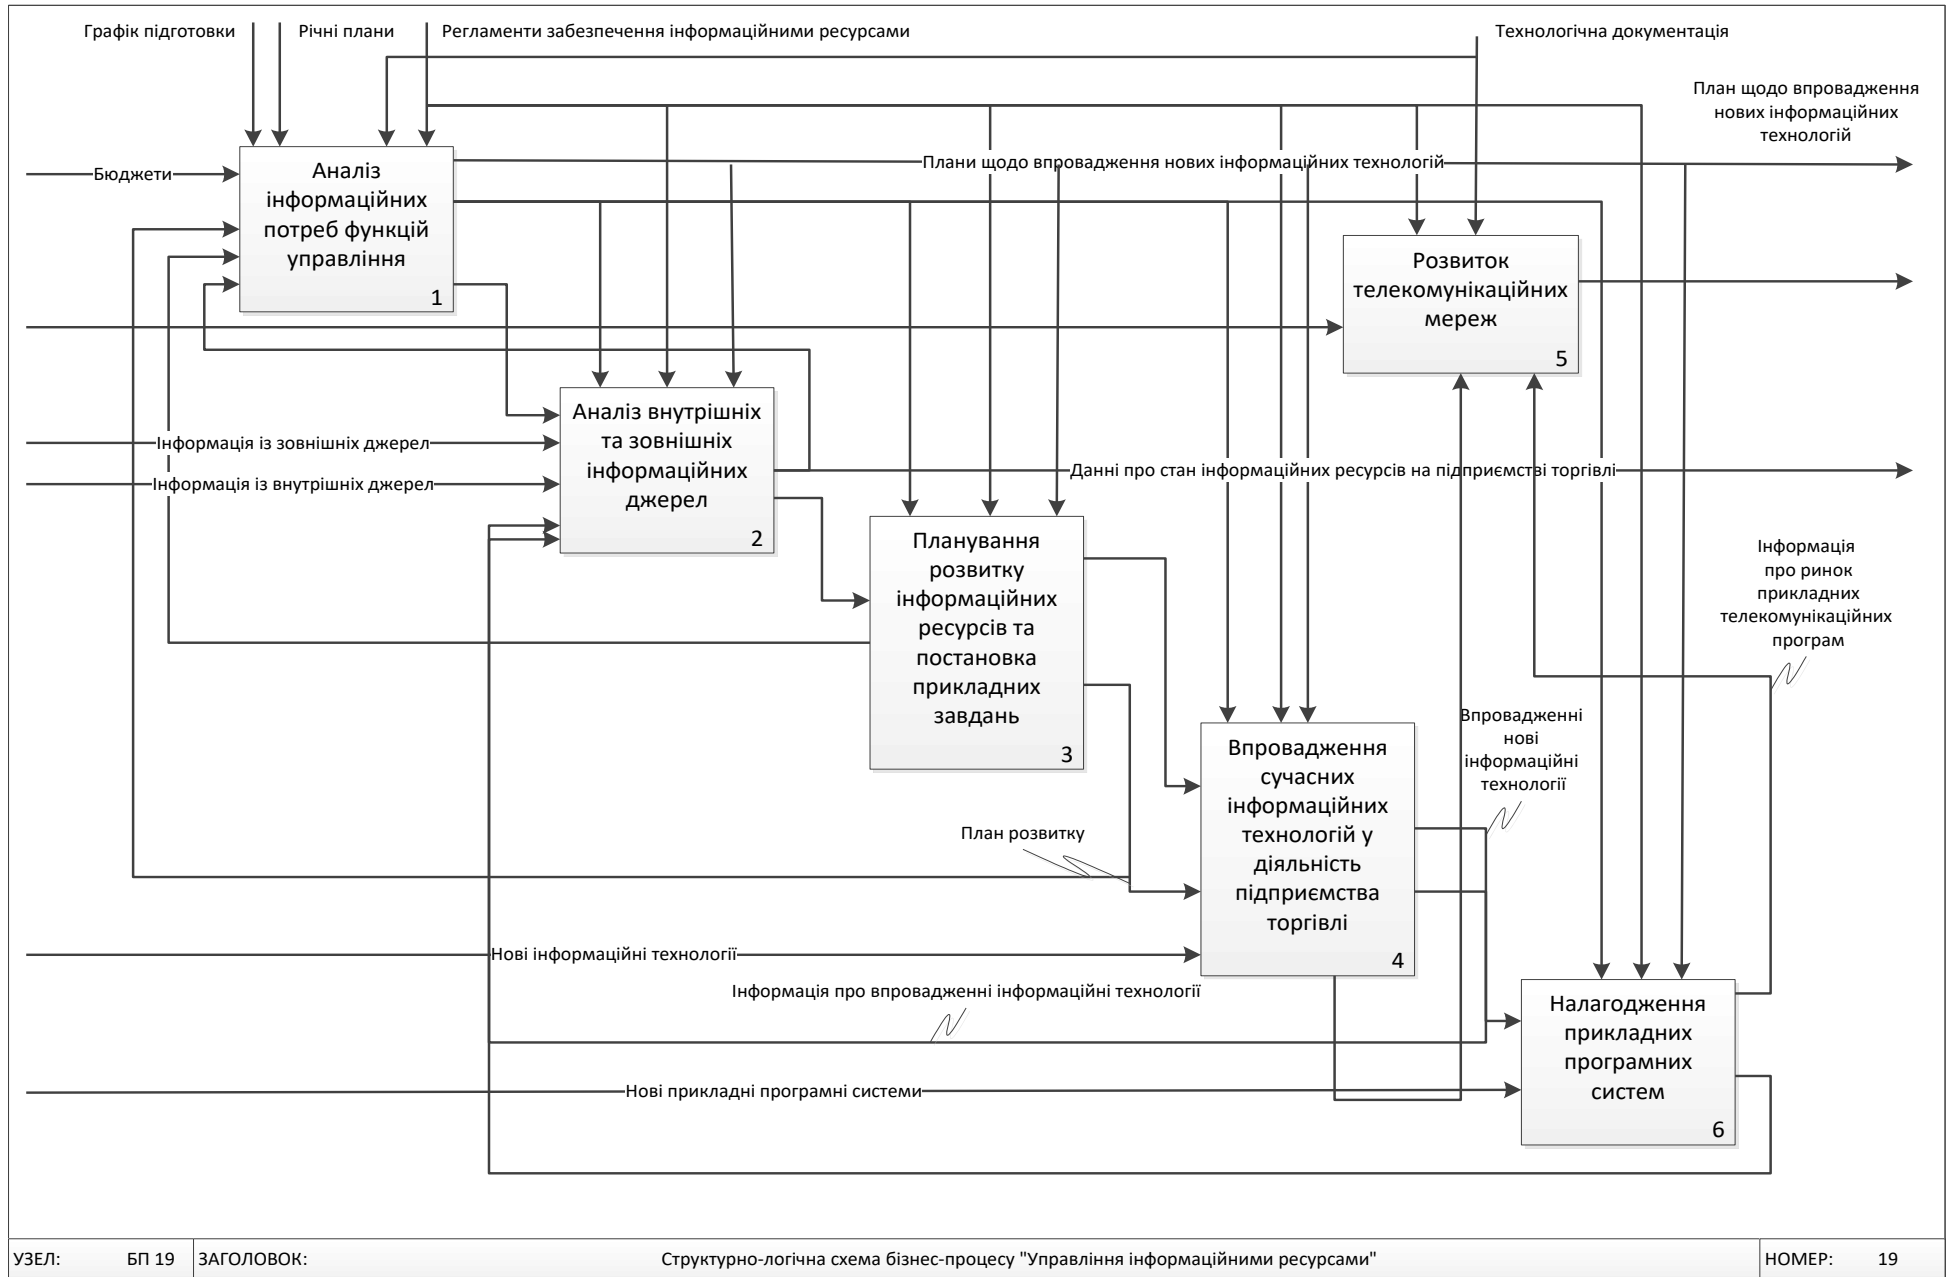 Графік підготовки
Річні плани
Регламенти забезпечення інформаційними ресурсами
Технологічна документація
План щодо впровадження
нових інформаційних
технологій
Бюджети
Аналіз
інформаційних
потреб функцій
управління
1
Плани щодо впровадження нових інформаційних технологій
Розвиток
телекомунікаційних
мереж
5
Аналіз внутрішніх
та зовнішніх
інформаційних
джерел
2
Інформація із зовнішніх джерел
Інформація із внутрішніх джерел
Данні про стан інформаційних ресурсів на підприємстві торгівлі
Планування
розвитку
інформаційних
ресурсів та
постановка
прикладних
завдань
3
Інформація
про ринок
прикладних
телекомунікаційних
програм
Впровадження
сучасних
інформаційних
технологій у
діяльність
підприємства
торгівлі
4
Впровадженні
нові
інформаційні
технології
План розвитку
Нові інформаційні технології
Інформація про впровадженні інформаційні технології
Налагодження
прикладних
програмних
систем
6
Нові прикладні програмні системи
УЗЕЛ: БП 19 ЗАГОЛОВОК: Структурно-логічна схема бізнес-процесу "Управління інформаційними ресурсами" НОМЕР: 19